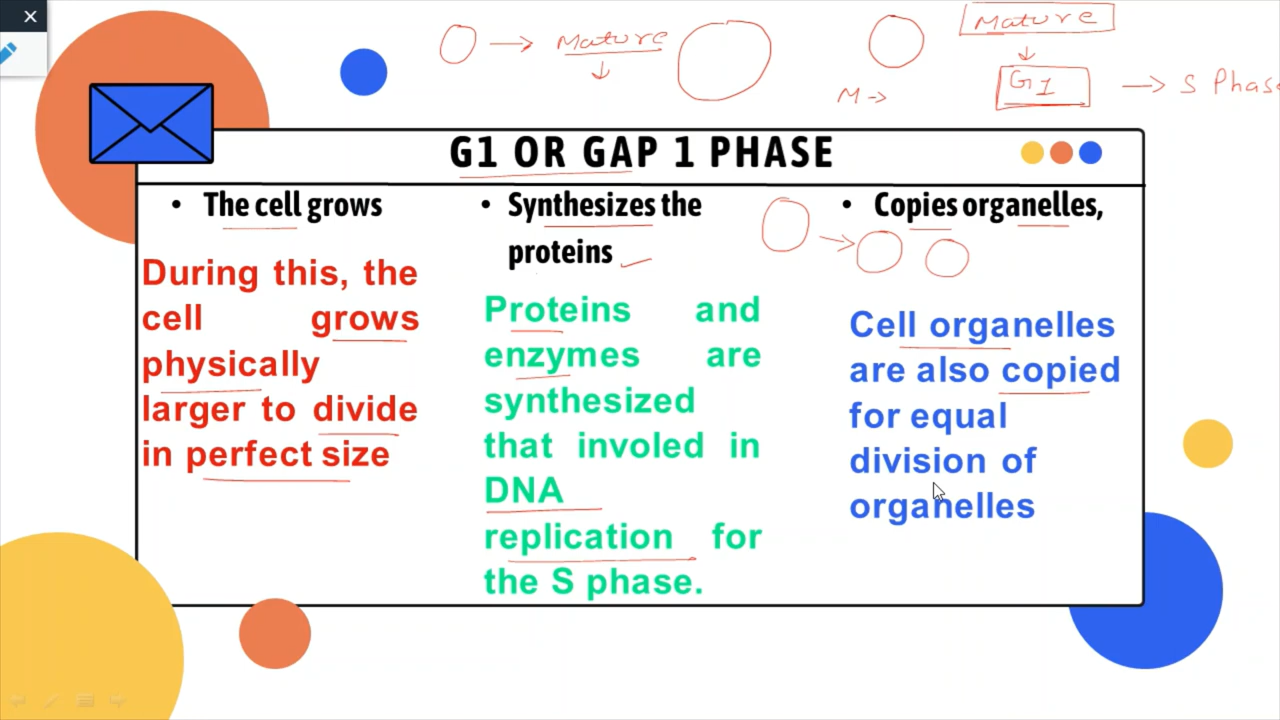 Mature
Mature
G1
→ S Phase
M →
G1 OR GAP 1 PHASE
• The cell grows
During this, the
cell grows
physically
larger to divide
in perfect size
• Synthesizes the
proteins
Proteins and
enzymes are
synthesized
that involed in
DNA
replication for
the S phase.
• Copies organelles,
Cell organelles
are also copied
for equal
division of
organelles